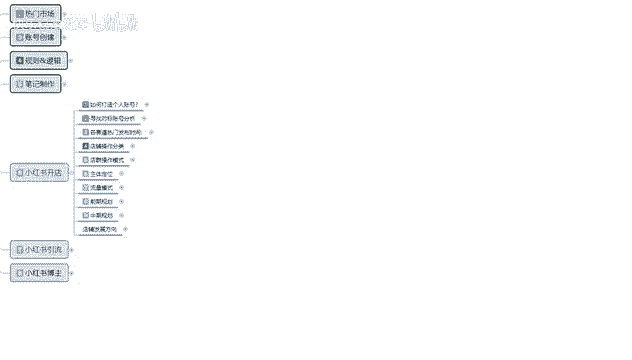 热门市场
账号创建
规则&逻辑
笔记制作
如何打造个人账号?
寻找对标账号分析
各赛道热门发布时间
店铺操作分类
店群操作模式
小红书开店
主体定位
流量模式
前期规划
中期规划
店铺发展方向
小红书引流
小红书博主